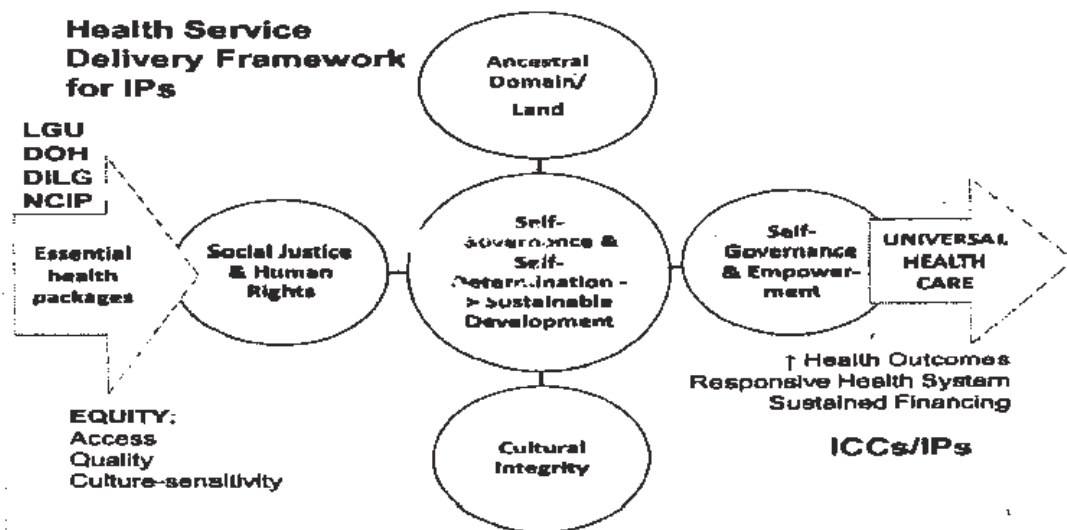 Health Service
Delivery Framework
for IPs
LGU
DOH
DILG
NCIP
Essential
health
packages
EQUITY:
Access
Quality
Culture-sensitivity
Social Justice
& Human
Rights
Ancestral
Domain/
Land
Self-
Governance &
Self-
Determination -
> Sustainable
Development
Cultural
Integrity
Self-
Governance
& Empower-
ment
UNIVERSAL
HEALTH
CARE
↑ Health Outcomes
Responsive Health System
Sustained Financing
ICCs/IPs